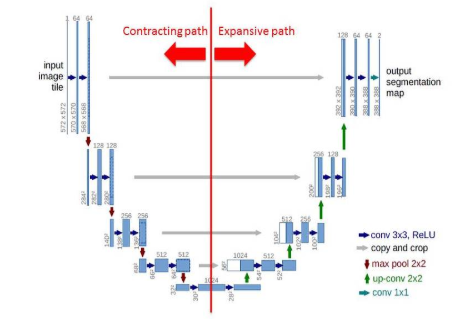 Contracting path
Expansive path
1 64 64
128 64 64 2
input
image
tile
output
segmentation
map
572 x 572
570 x 570
568 x 568
392 x 392
390 x 390
388 x 388
388 x 388
128 128
256 128
284²
282²
280²
200²
198²
196²
256 256
512 256
140²
138²
136²
104²
102²
100²
512 512
1024 512
68²
66²
64²
56²
54²
52²
1024
32²
30²
28²
conv 3x3, ReLU
copy and crop
max pool 2x2
up-conv 2x2
conv 1x1